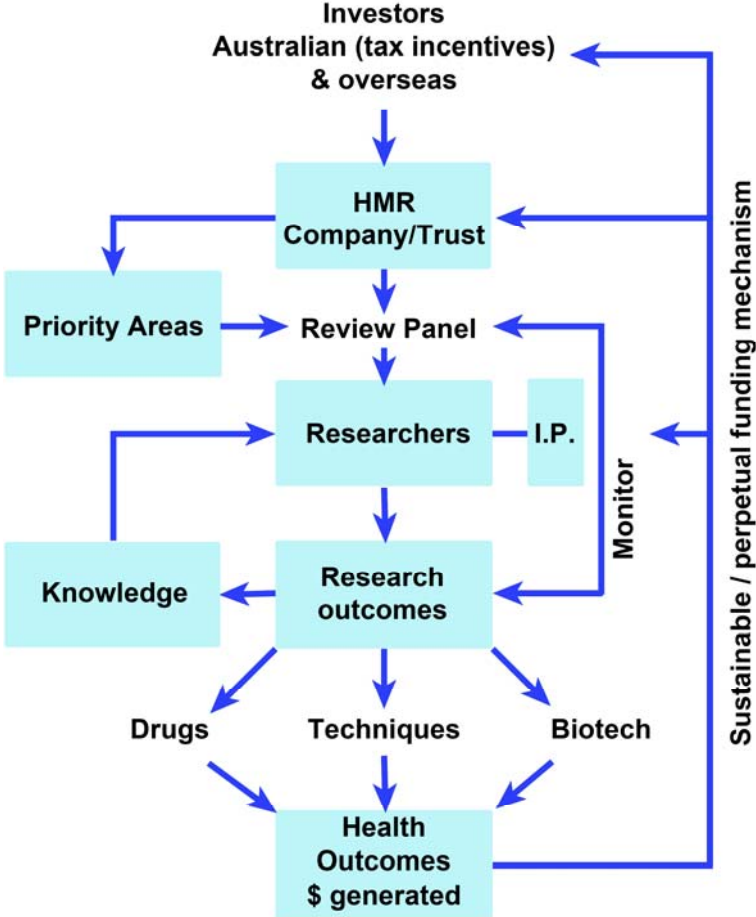 Investors
Australian (tax incentives)
& overseas
HMR
Company/Trust
Priority Areas
Review Panel
Researchers
I.P.
Monitor
Sustainable / perpetual funding mechanism
Knowledge
Research
outcomes
Drugs
Techniques
Biotech
Health
Outcomes
$ generated